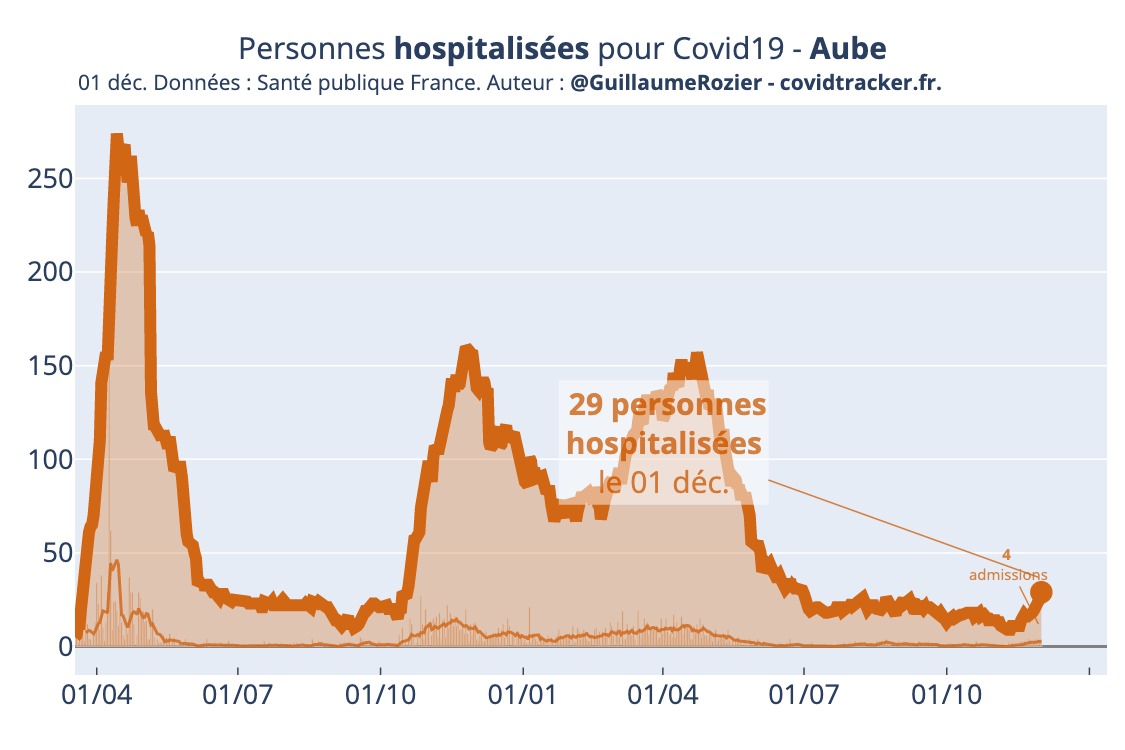 Personnes hospitalisées pour Covid19 - Aube
01 déc. Données : Santé publique France. Auteur : @GuillaumeRozier - covidtracker.fr.
250
200
150
100
50
0
29 personnes
hospitalisées
le 01 déc.
4
admissions
01/04
01/07
01/10
01/01
01/04
01/07
01/10